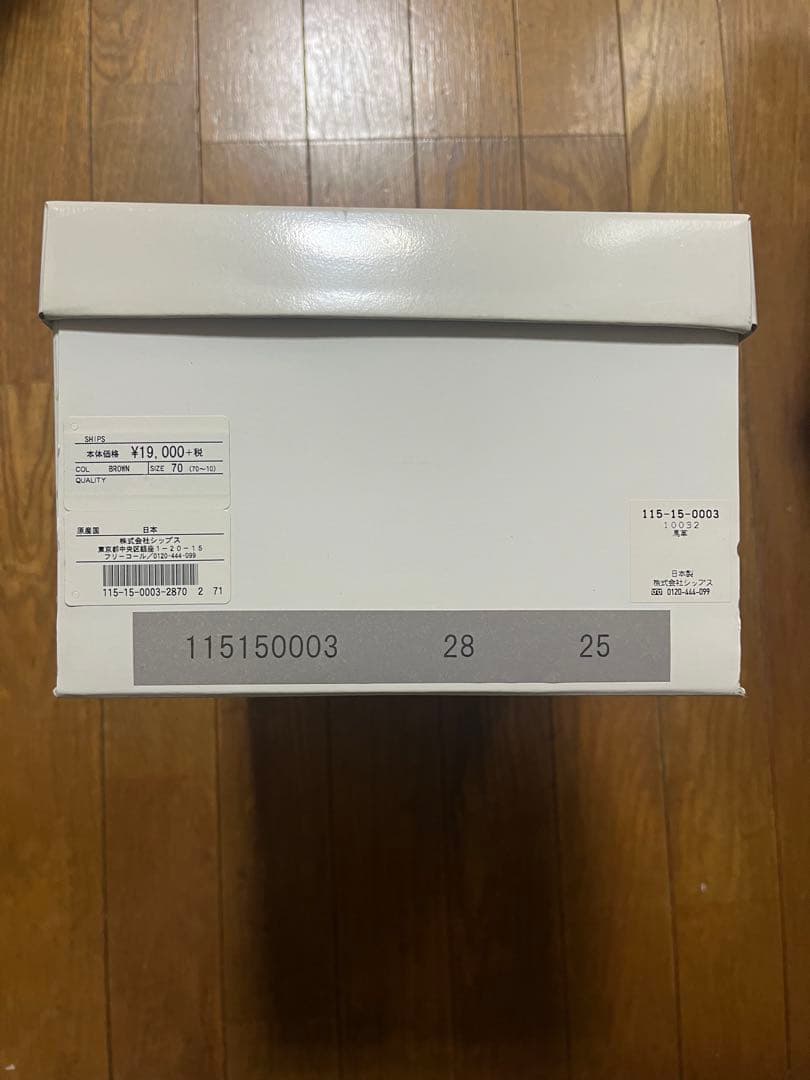 SHIPS
本体価格 ¥19,000+税
COL BROWN SIZE 70 (70~10)
QUALITY
原産国 日本
株式会社シップス
東京都中央区銀座1-20-15
フリーコール/0120-444-099
115-15-0003-2870 2 71
115-15-0003
10032
馬革
日本製
株式会社シップス
0120-444-099
115150003 28 25